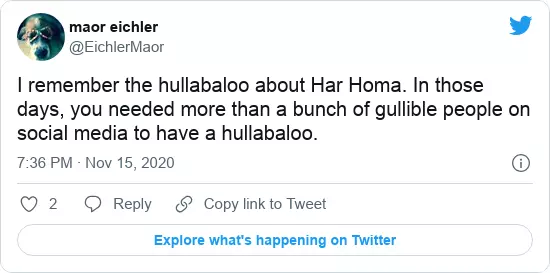 maor eichler
@EichlerMaor
I remember the hullabaloo about Har Homa. In those
days, you needed more than a bunch of gullible people on
social media to have a hullabaloo.
7:36 PM · Nov 15, 2020
2 Reply Copy link to Tweet
Explore what's happening on Twitter